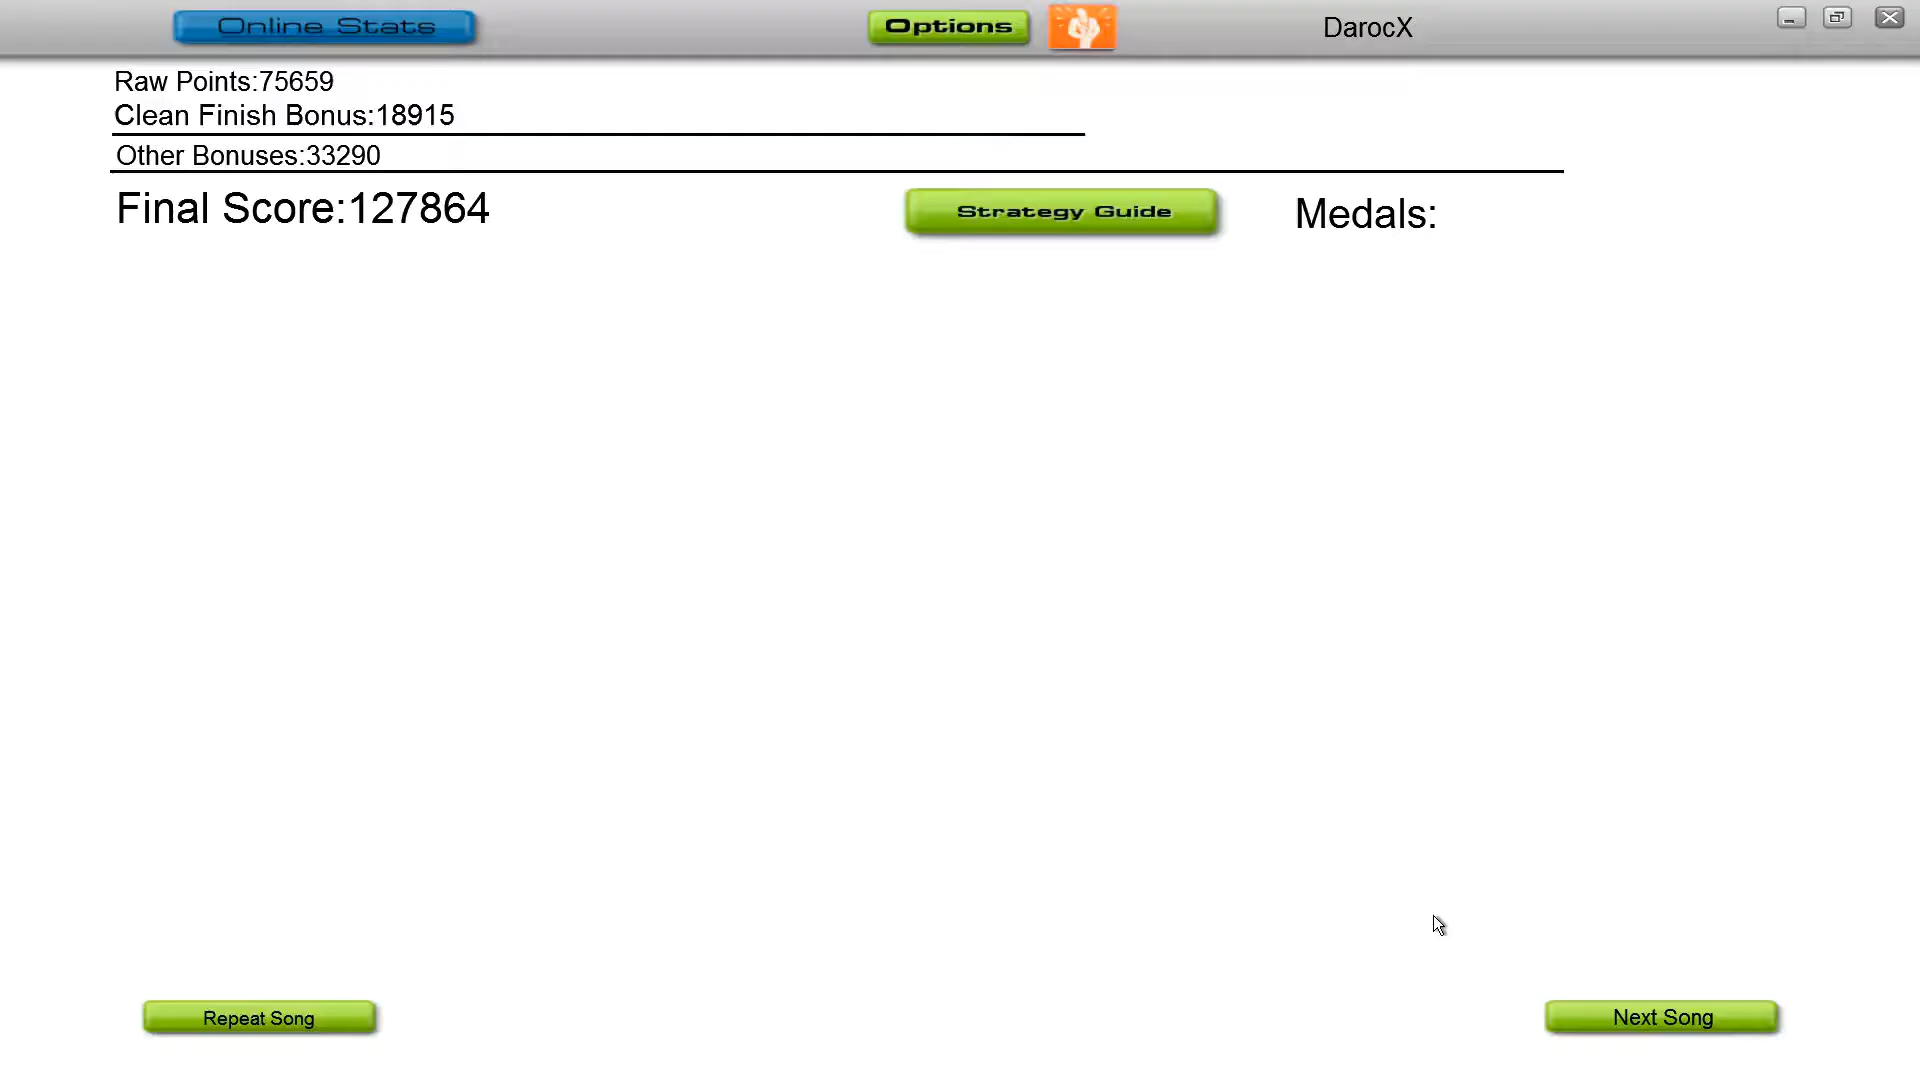 Online Stats
Options
DarocX
Raw Points:75659
Clean Finish Bonus:18915
Other Bonuses:33290
Final Score:127864
Strategy Guide
Medals:
Repeat Song
Next Song